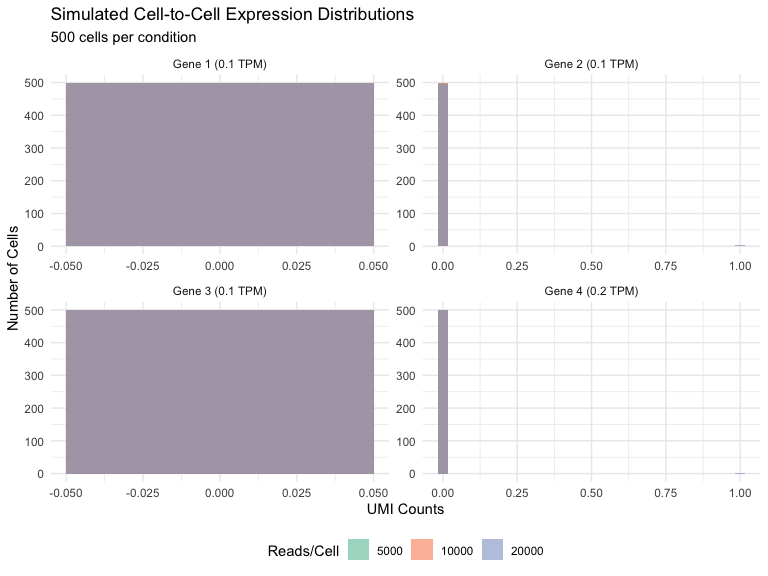 Simulated Cell-to-Cell Expression Distributions
500 cells per condition
Gene 1 (0.1 TPM)
Gene 2 (0.1 TPM)
500
400
300
200
100
0
500
400
300
200
100
0
-0.050 -0.025 0.000 0.025 0.050
0.00 0.25 0.50 0.75 1.00
Number of Cells
Gene 3 (0.1 TPM)
Gene 4 (0.2 TPM)
500
400
300
200
100
0
500
400
300
200
100
0
-0.050 -0.025 0.000 0.025 0.050
0.00 0.25 0.50 0.75 1.00
UMI Counts
Reads/Cell 5000 10000 20000